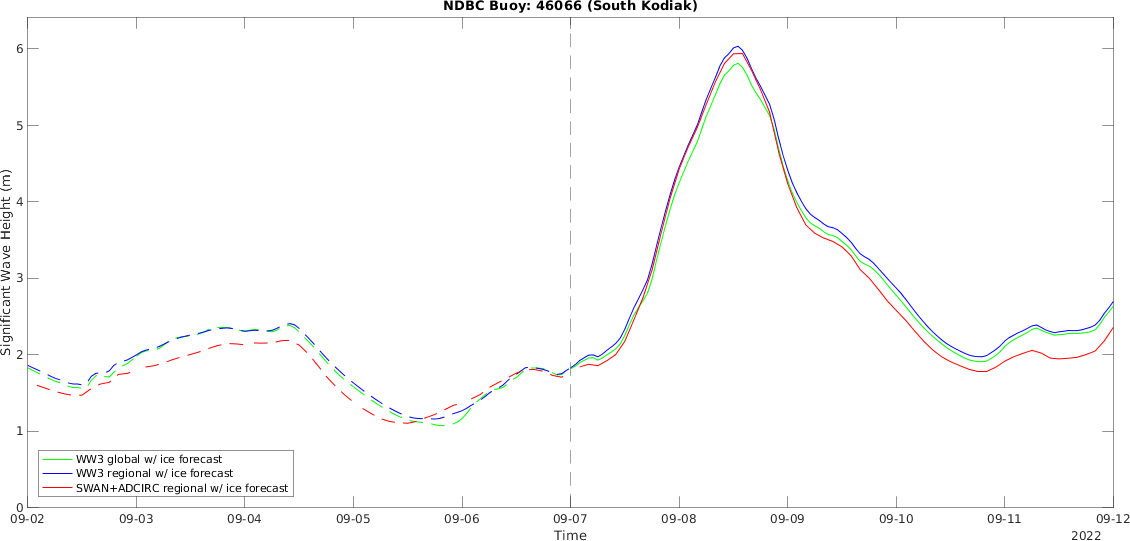 NDBC Buoy: 46066 (South Kodiak)
Significant Wave Height (m)
6
5
4
3
2
1
0
WW3 global w/ ice forecast
WW3 regional w/ ice forecast
SWAN+ADCIRC regional w/ ice forecast
09-02 09-03 09-04 09-05 09-06 09-07 09-08 09-09 09-10 09-11 09-12
Time
2022